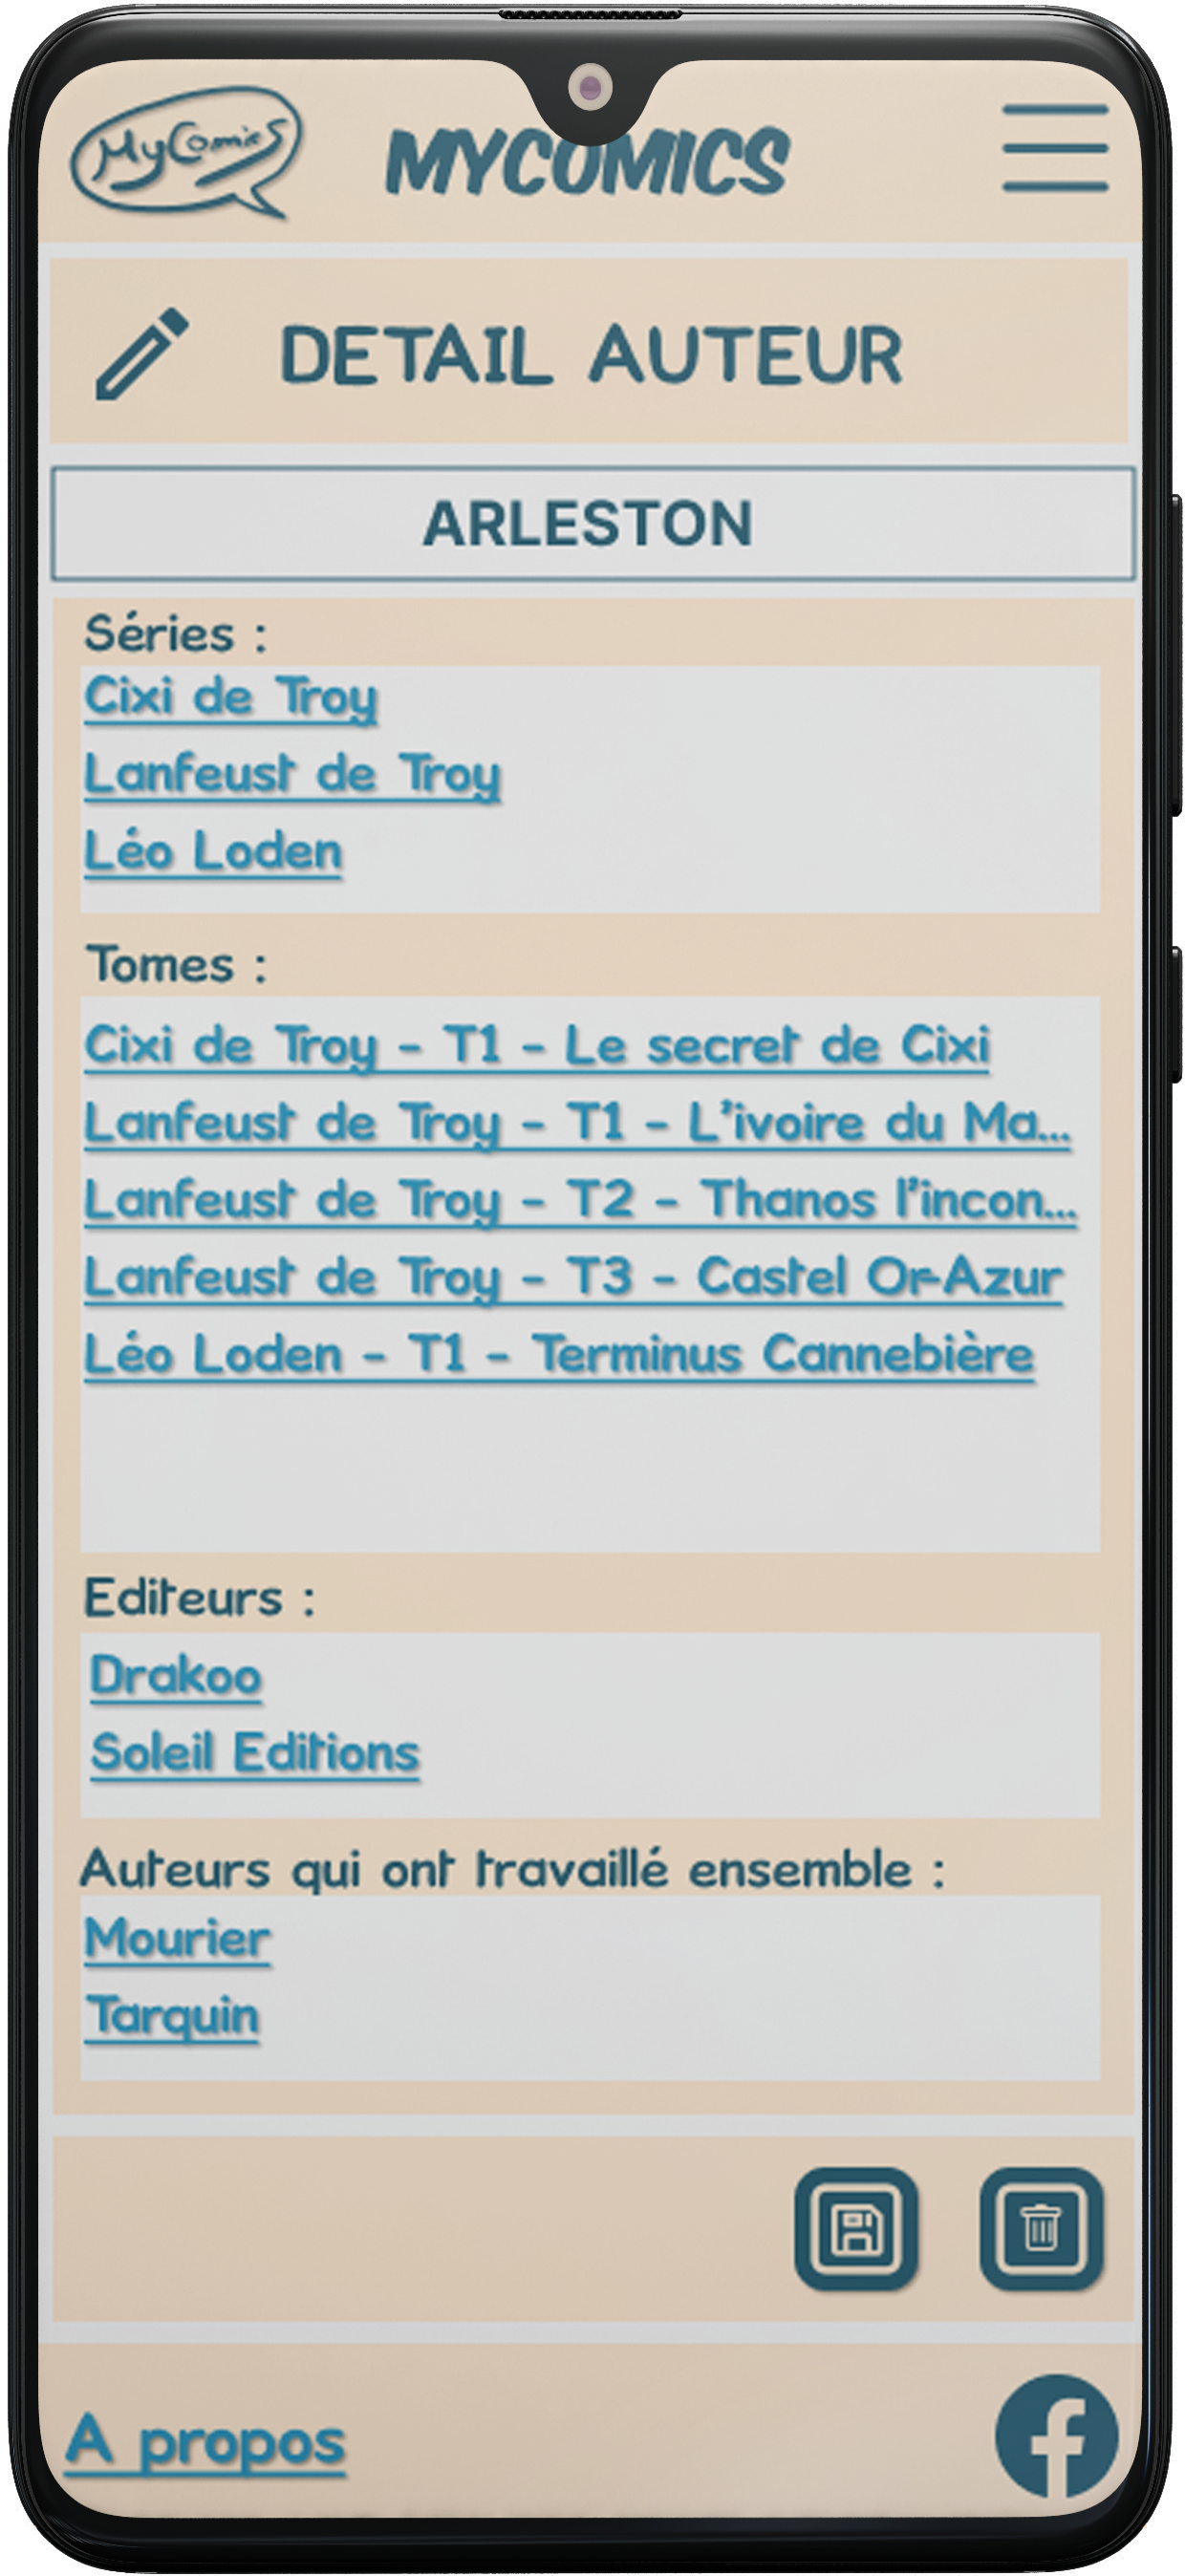 MyComics
MYCOMICS
DETAIL AUTEUR
ARLESTON
Séries :
Cixi de Troy
Lanfeust de Troy
Léo Loden
Tomes :
Cixi de Troy - T1 - Le secret de Cixi
Lanfeust de Troy - T1 - L'ivoire du Ma...
Lanfeust de Troy - T2 - Thanos l'incon...
Lanfeust de Troy - T3 - Castel Or-Azur
Léo Loden - T1 - Terminus Cannebière
Editeurs :
Drakoo
Soleil Editions
Auteurs qui ont travaillé ensemble :
Mourier
Tarquin
A propos